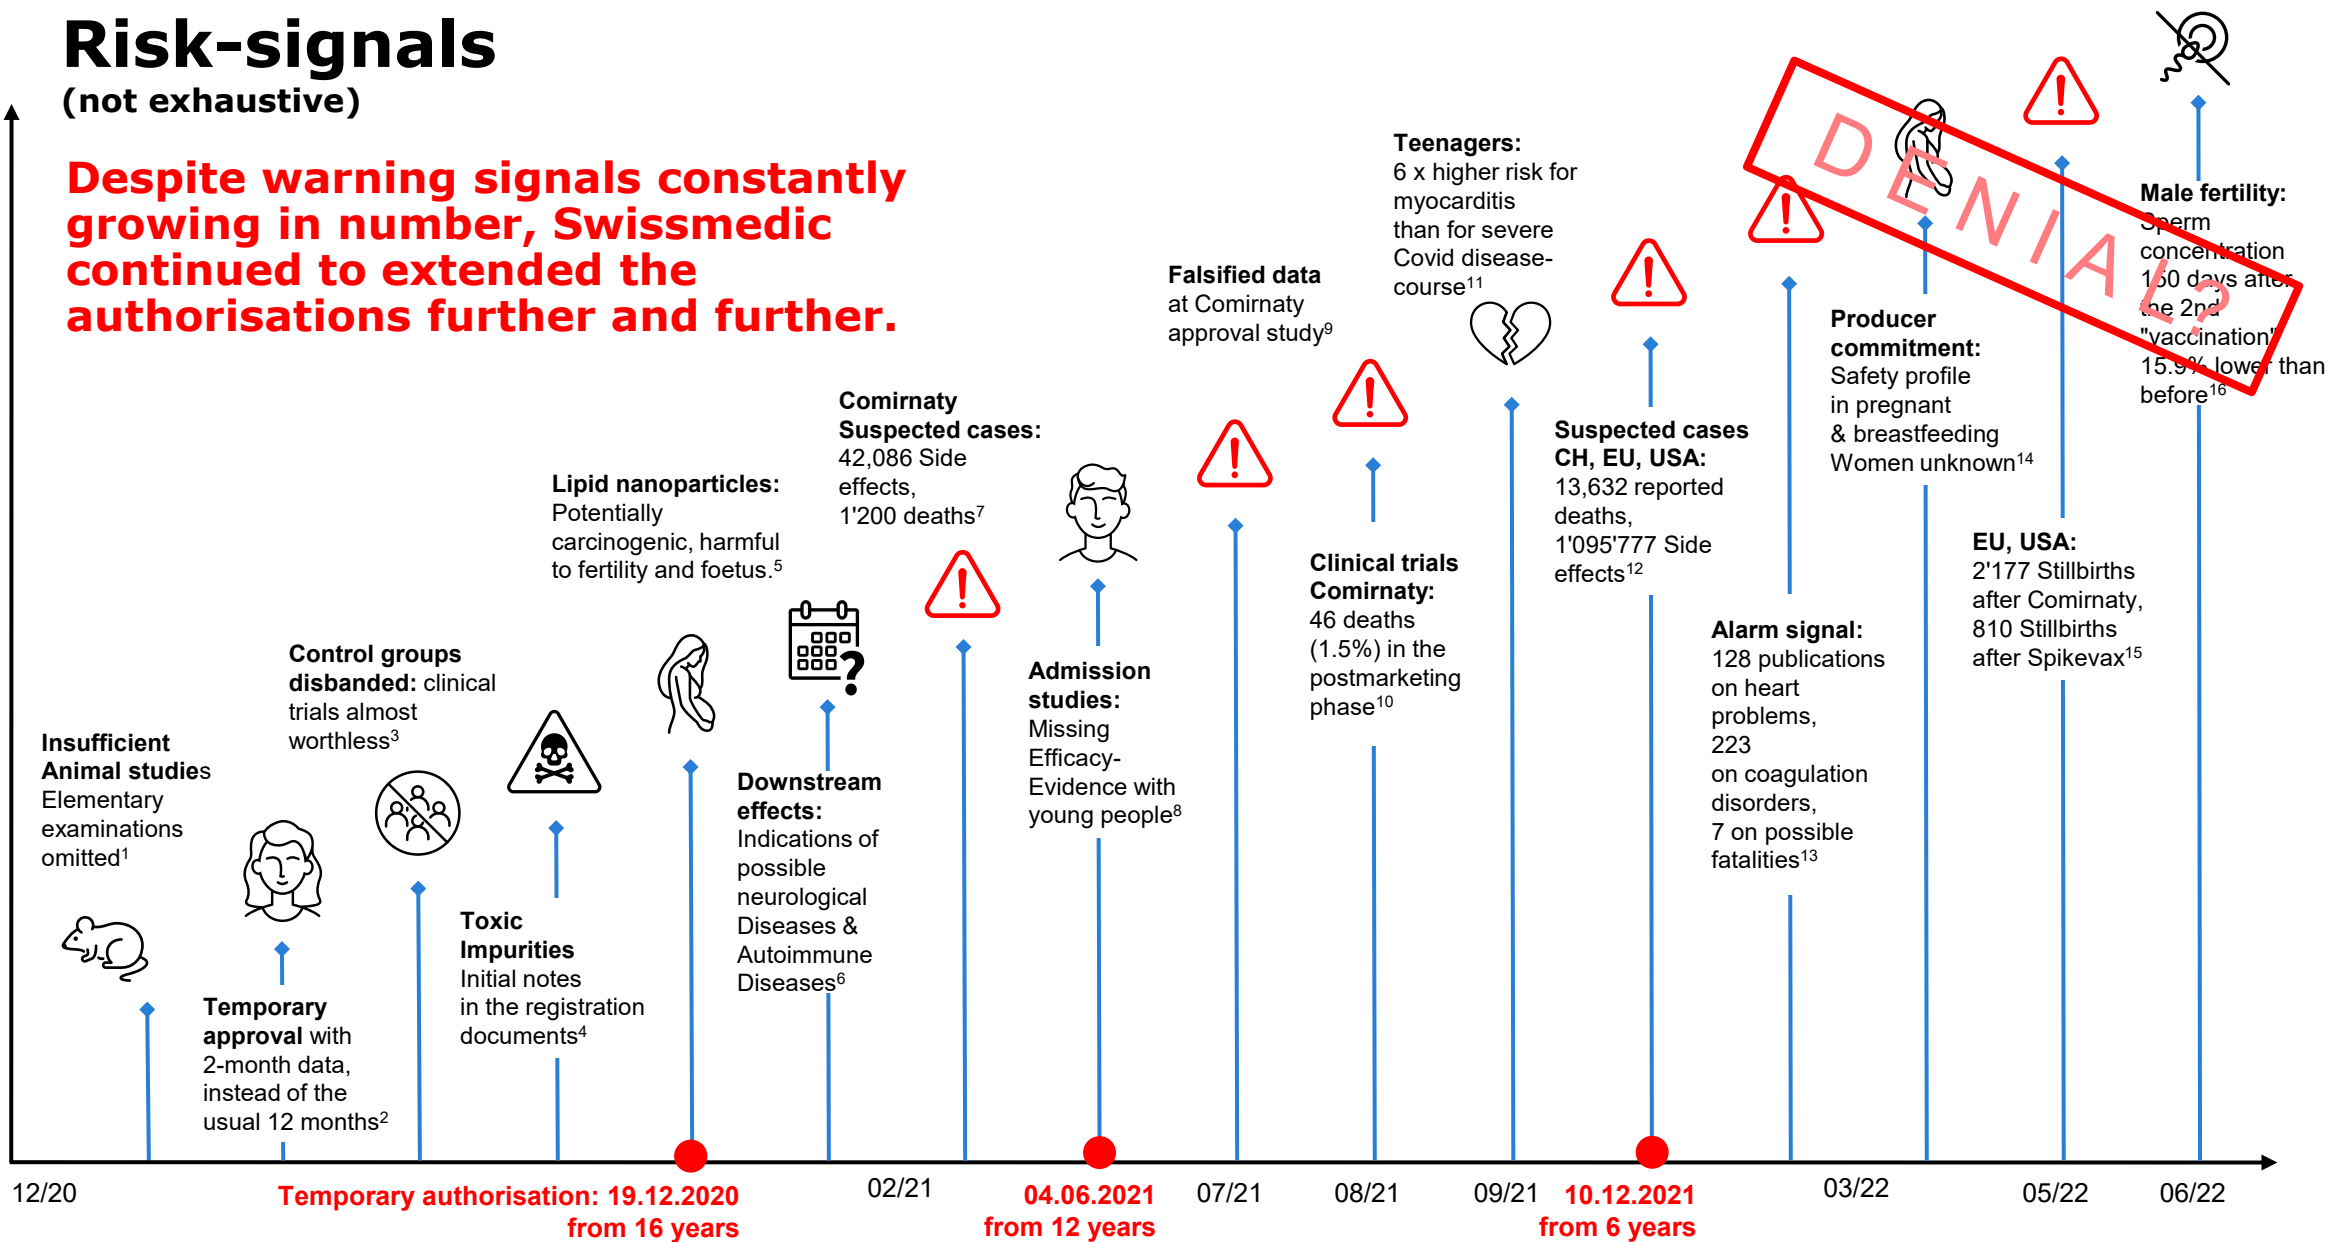 Risk-signals
(not exhaustive)
Despite warning signals constantly
growing in number, Swissmedic
continued to extended the
authorisations further and further.
Insufficient
Animal studies
Elementary
examinations
omitted1
Temporary
approval with
2-month data,
instead of the
usual 12 months2
Control groups
disbanded: clinical
trials almost
worthless3
Toxic
Impurities
Initial notes
in the registration
documents4
Lipid nanoparticles:
Potentially
carcinogenic, harmful
to fertility and foetus.5
Downstream
effects:
Indications of
possible
neurological
Diseases &
Autoimmune
Diseases6
Comirnaty
Suspected cases:
42,086 Side
effects,
1'200 deaths7
Admission
studies:
Missing
Efficacy-
Evidence with
young people8
Falsified data
at Comirnaty
approval study9
Clinical trials
Comirnaty:
46 deaths
(1.5%) in the
postmarketing
phase10
Teenagers:
6 x higher risk for
myocarditis
than for severe
Covid disease-
course11
Suspected cases
CH, EU, USA:
13,632 reported
deaths,
1'095'777 Side
effects12
Alarm signal:
128 publications
on heart
problems,
223
on coagulation
disorders,
7 on possible
fatalities13
Producer
commitment:
Safety profile
in pregnant
& breastfeeding
Women unknown14
EU, USA:
2'177 Stillbirths
after Comirnaty,
810 Stillbirths
after Spikevax15
Male fertility:
Sperm
concentration
150 days after
the 2nd
"vaccination"
15.9% lower than
before16
DENIAL?
12/20
Temporary authorisation: 19.12.2020
from 16 years
02/21
04.06.2021
from 12 years
07/21
08/21
09/21
10.12.2021
from 6 years
03/22
05/22
06/22